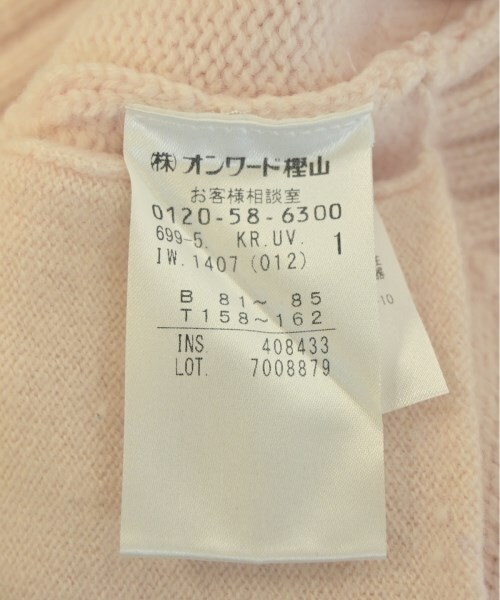 (株)オンワード樫山
お客様相談室
0120-58-6300
699-5. KR.UV. 1
IW.1407(012)
B 81～ 85
T158～162
INS. 408433
LOT. 7008879
-10